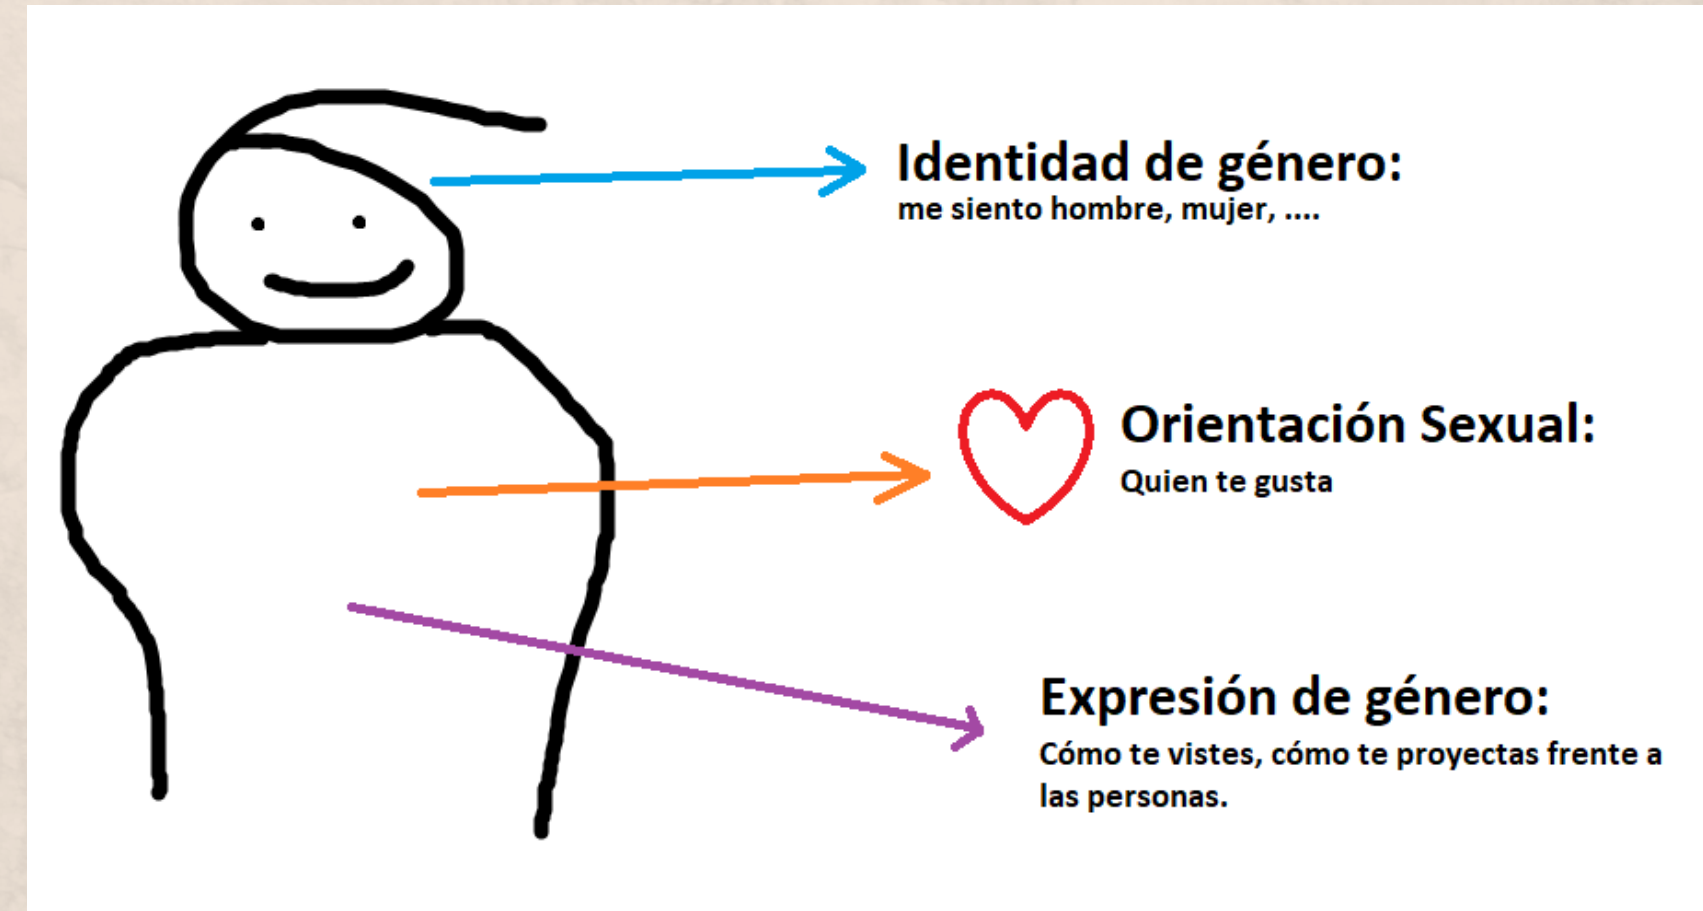 Identidad de género:
me siento hombre, mujer, ....
Orientación Sexual:
Quien te gusta
Expresión de género:
Cómo te vistes, cómo te proyectas frente a
las personas.